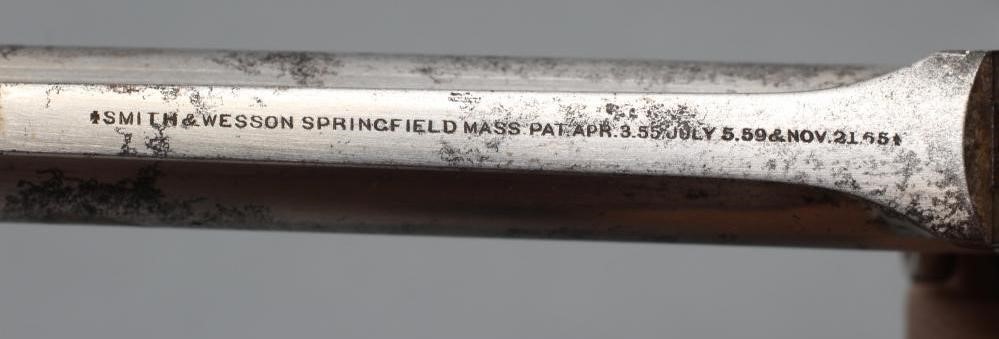 SMITH & WESSON SPRINGFIELD MASS. PAT. APR. 3.55. JULY 5.59 & NOV. 21.65